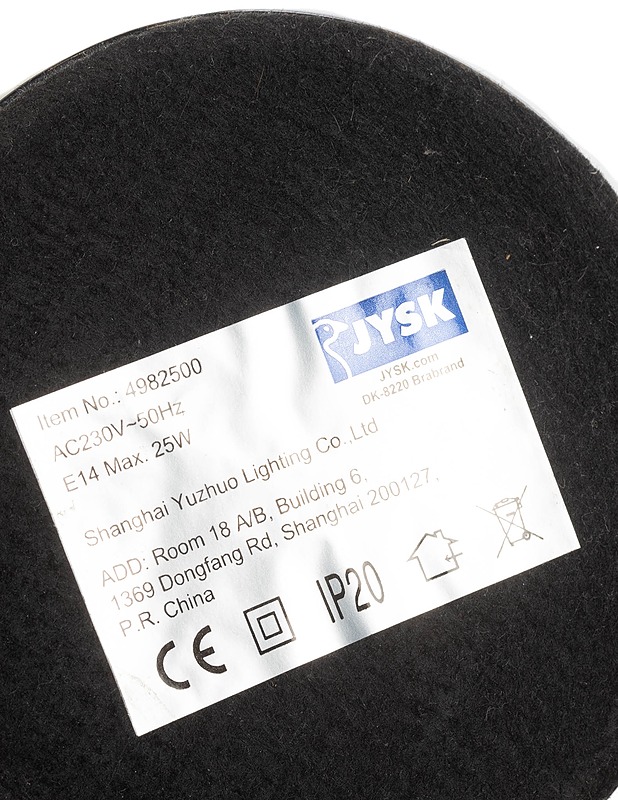 JYSK
JYSK.com
DK-8220 Brabrand
Item No.: 4982500
AC230V~50Hz
E14 Max. 25W
Shanghai Yuzhuo Lighting Co.,Ltd
ADD: Room 18 A/B, Building 6,
1369 Dongfang Rd, Shanghai 200127,
P.R. China
CE IP20